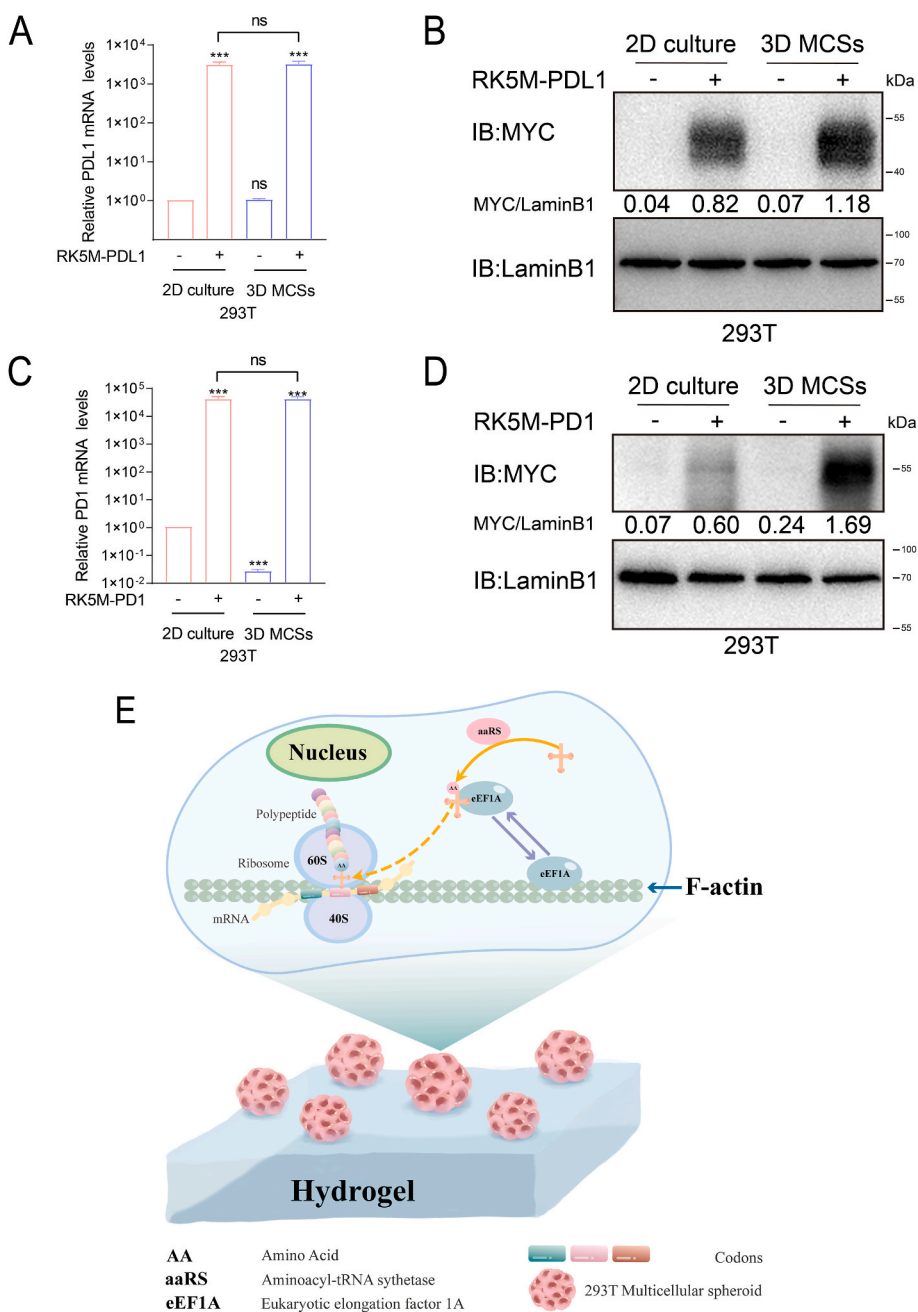 A
Relative PDL1 mRNA levels
1×10⁴
1×10³
1×10²
1×10¹
1×10⁰
***
ns
ns
***
RK5M-PDL1
- + - +
2D culture 3D MCSs
293T
B
2D culture 3D MCSs
RK5M-PDL1 - + - + kDa
IB:MYC
55
40
MYC/LaminB1 0.04 0.82 0.07 1.18
IB:LaminB1
100
70
55
293T
C
Relative PD1 mRNA levels
1×10⁵
1×10⁴
1×10³
1×10²
1×10¹
1×10⁰
1×10⁻¹
1×10⁻²
ns
***
***
***
RK5M-PD1 - + - +
2D culture 3D MCSs
293T
D
2D culture 3D MCSs
RK5M-PD1 - + - + kDa
IB:MYC
55
MYC/LaminB1 0.07 0.60 0.24 1.69
IB:LaminB1
100
70
55
293T
E
Nucleus
aaRS
AA
eEF1A
Polypeptide
Ribosome
60S
AA
eEF1A
F-actin
mRNA
40S
Hydrogel
AA Amino Acid
aaRS Aminoacyl-tRNA sythetase
eEF1A Eukaryotic elongation factor 1A
Codons
293T Multicellular spheroid